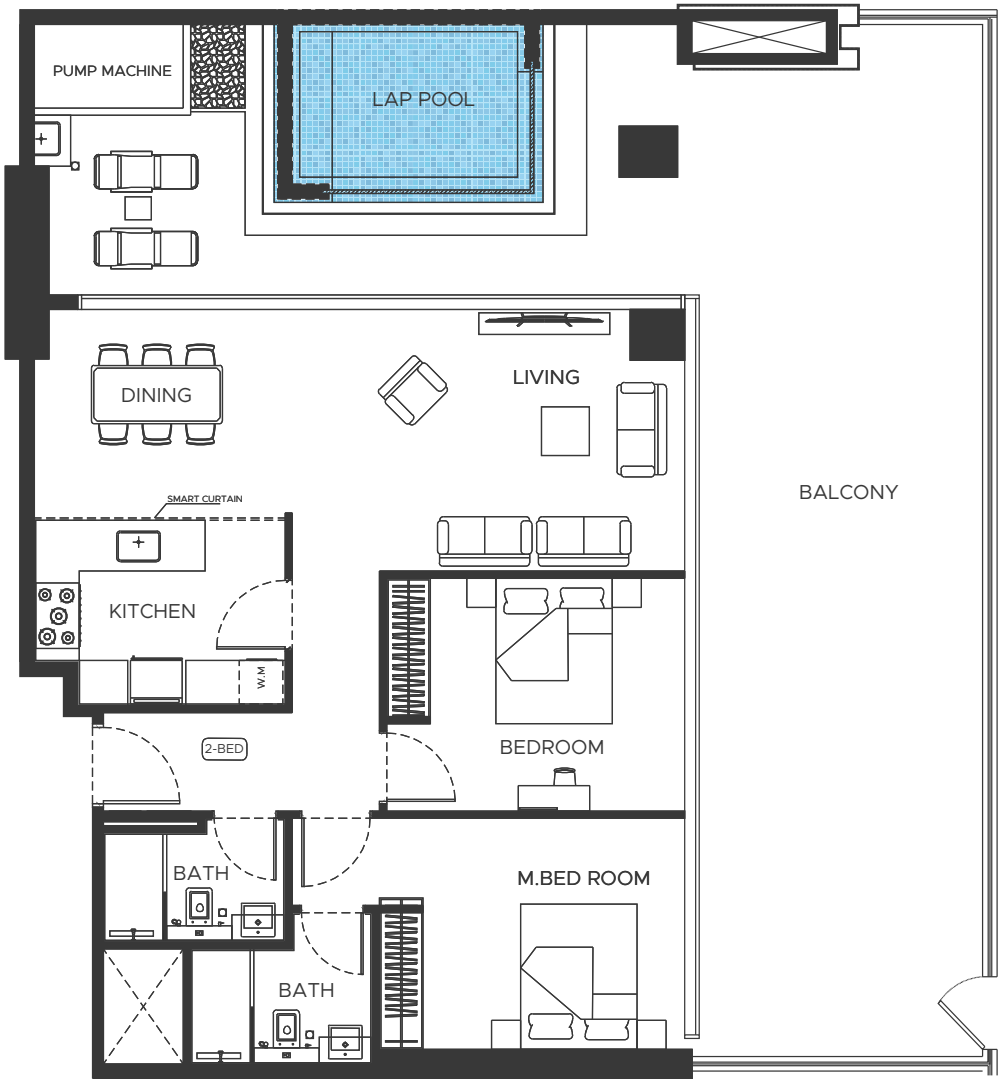 PUMP MACHINE
LAP POOL
LIVING
DINING
BALCONY
SMART CURTAIN
KITCHEN
W.M
2-BED
BEDROOM
BATH
M.BED ROOM
BATH